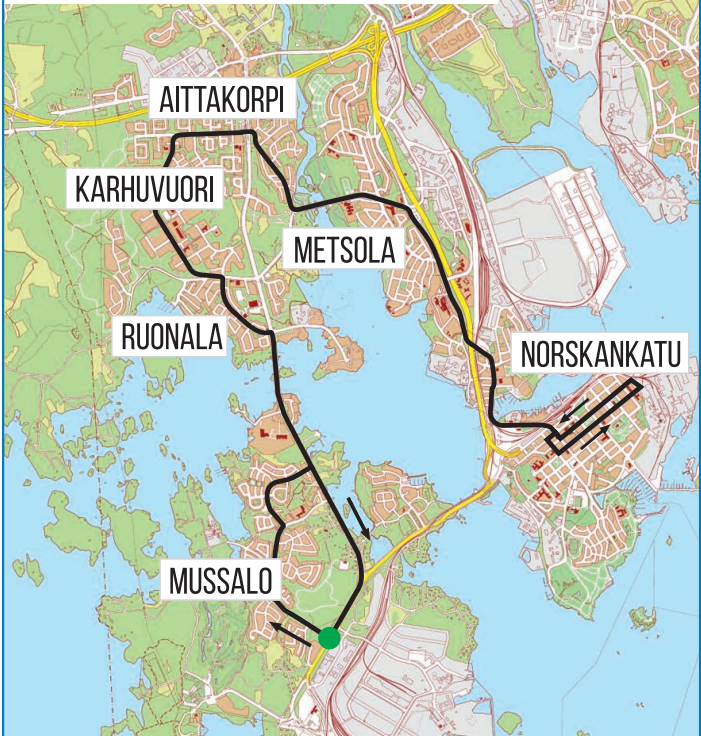 AITTAKORPI
KARHUVUORI
METSOLA
RUONALA
NORSKANKATU
MUSSALO